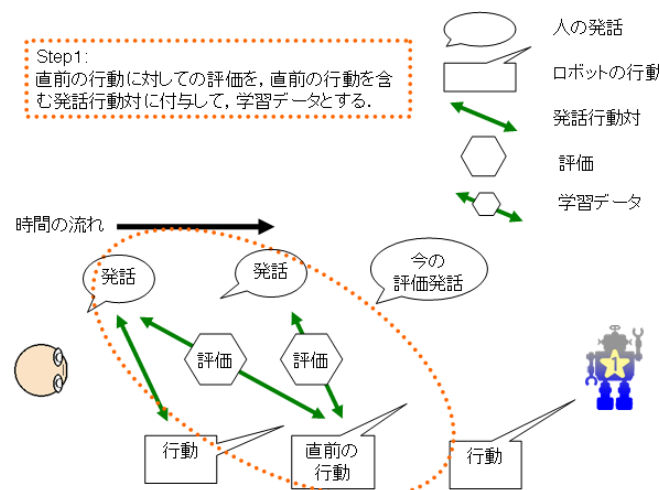 Step1:
直前の行動に対しての評価を，直前の行動を含
む発話行動対に付与して，学習データとする．
人の発話
ロボットの行動
発話行動対
評価
学習データ
時間の流れ
発話
発話
今の
評価発話
評価
評価
1
行動
直前の
行動
行動